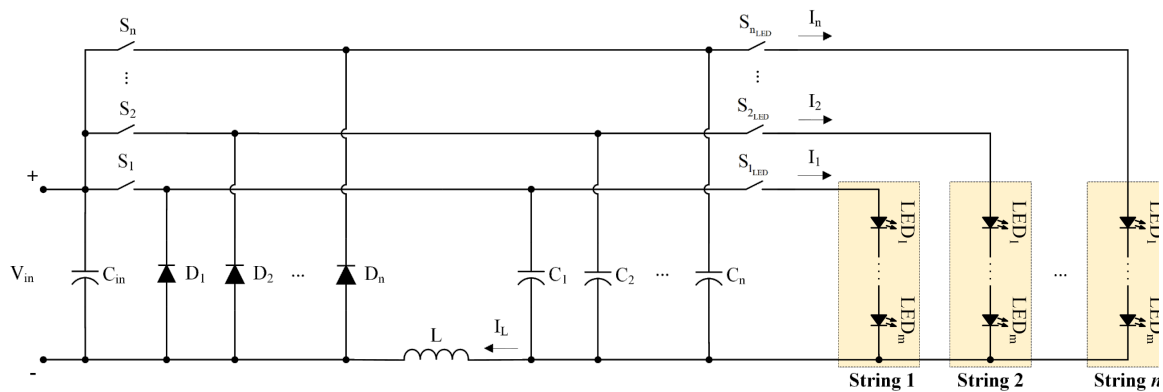 Sn
SnLED
In
⋮
⋮
S2
S2LED
I2
S1
S1LED
I1
+
LED1 LED1 LED1
Vin Cin D1 D2 ... Dn C1 C2 ... Cn ...
LEDm LEDm LEDm
L IL
-
String 1 String 2 String n